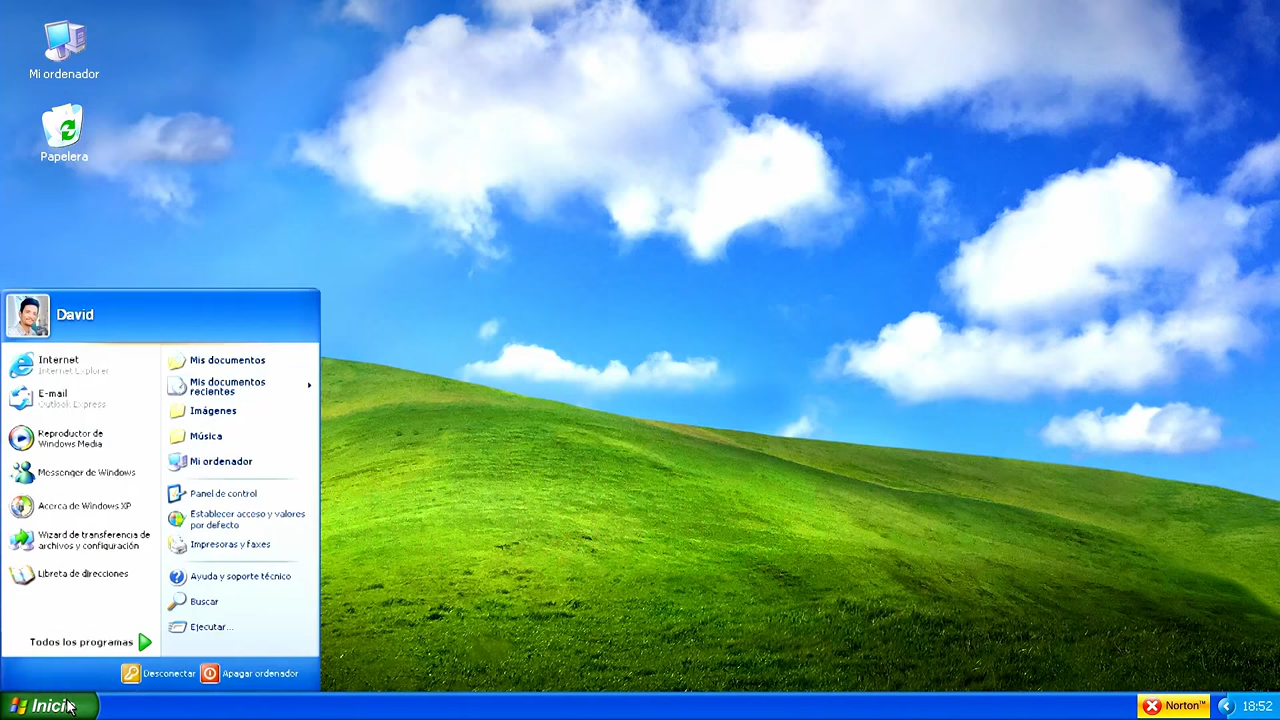 Mi ordenador
Papelera
David
Internet
Internet Explorer
E-mail
Outlook Express
Reproductor de
Windows Media
Messenger de Windows
Acerca de Windows XP
Wizard de transferencia de
archivos y configuración
Libreta de direcciones
Todos los programas
Mis documentos
Mis documentos
recientes
Imágenes
Música
Mi ordenador
Panel de control
Establecer acceso y valores
por defecto
Impresoras y faxes
Ayuda y soporte técnico
Buscar
Ejecutar...
Desconectar
Apagar ordenador
Inicio
Norton™
18:52